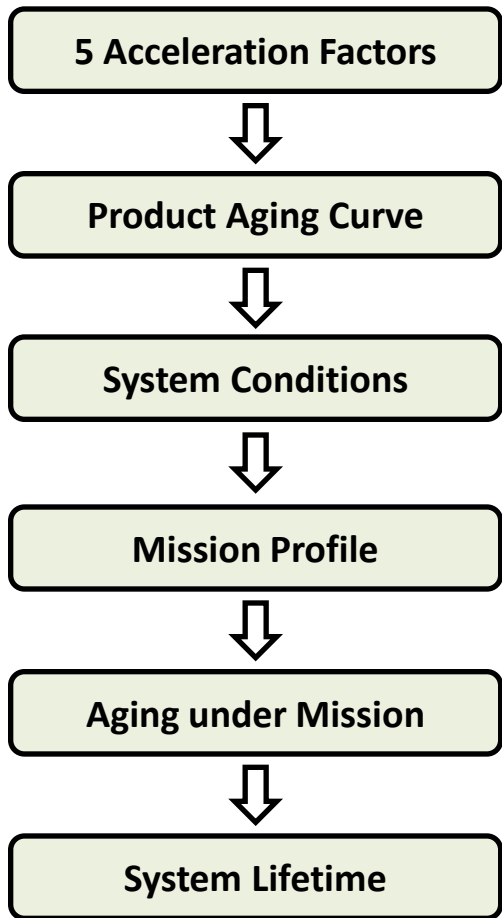 5 Acceleration Factors
Product Aging Curve
System Conditions
Mission Profile
Aging under Mission
System Lifetime